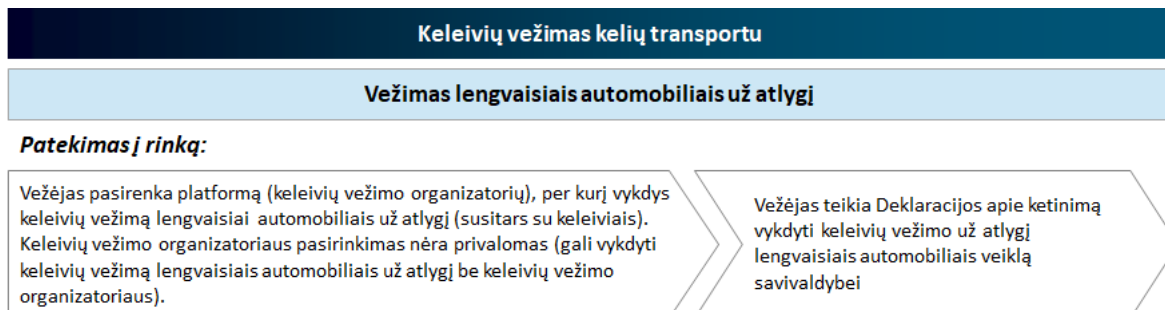 Keleivių vežimas kelių transportu
Vežimas lengvaisiais automobiliais už atlygį
Patekimas į rinką:
Vežėjas pasirenka platformą (keleivių vežimo organizatorių), per kurį vykdys
keleivių vežimą lengvaisiai automobiliais už atlygį (susitars su keleiviais).
Keleivių vežimo organizatoriaus pasirinkimas nėra privalomas (gali vykdyti
keleivių vežimą lengvaisiais automobiliais už atlygį be keleivių vežimo
organizatoriaus).
Vežėjas teikia Deklaracijos apie ketinimą
vykdyti keleivių vežimo už atlygį
lengvaisiais automobiliais veiklą
savivaldybei